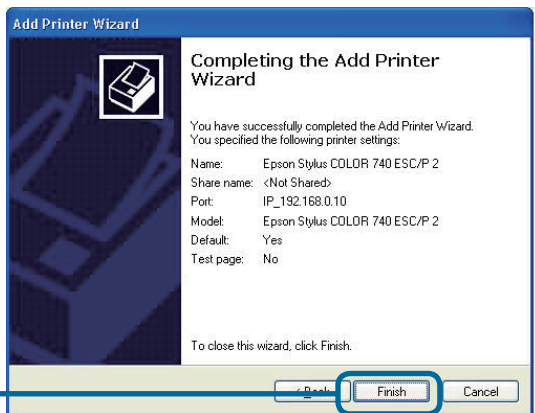 Add Printer Wizard
Completing the Add Printer
Wizard
You have successfully completed the Add Printer Wizard.
You specified the following printer settings:
Name: Epson Stylus COLOR 740 ESC/P 2
Share name: <Not Shared>
Port: IP_192.168.0.10
Model: Epson Stylus COLOR 740 ESC/P 2
Default: Yes
Test page: No
To close this wizard, click Finish.
< Back Finish Cancel